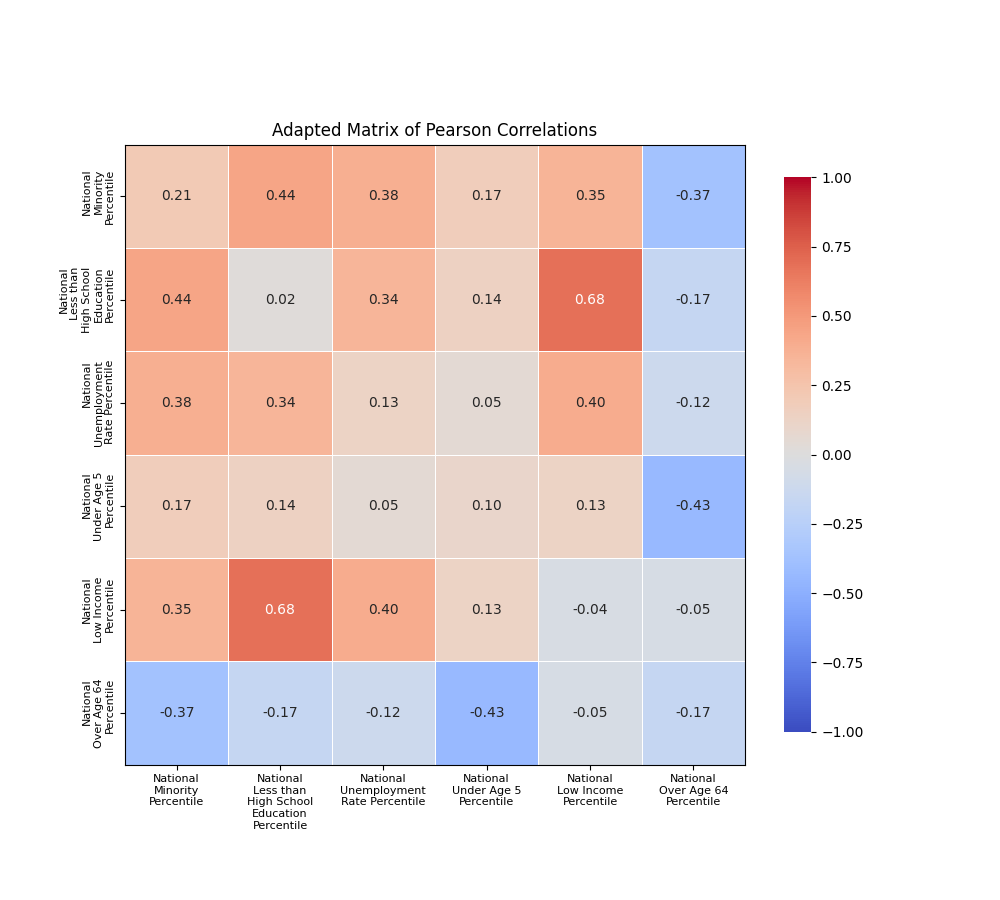 Adapted Matrix of Pearson Correlations
National
Minority
Percentile
0.21 0.44 0.38 0.17 0.35 -0.37
National
Less than
High School
Education
Percentile
0.44 0.02 0.34 0.14 0.68 -0.17
National
Unemployment
Rate Percentile
0.38 0.34 0.13 0.05 0.40 -0.12
National
Under Age 5
Percentile
0.17 0.14 0.05 0.10 0.13 -0.43
National
Low Income
Percentile
0.35 0.68 0.40 0.13 -0.04 -0.05
National
Over Age 64
Percentile
-0.37 -0.17 -0.12 -0.43 -0.05 -0.17
National
Minority
Percentile
National
Less than
High School
Education
Percentile
National
Unemployment
Rate Percentile
National
Under Age 5
Percentile
National
Low Income
Percentile
National
Over Age 64
Percentile
1.00
0.75
0.50
0.25
0.00
−0.25
−0.50
−0.75
−1.00